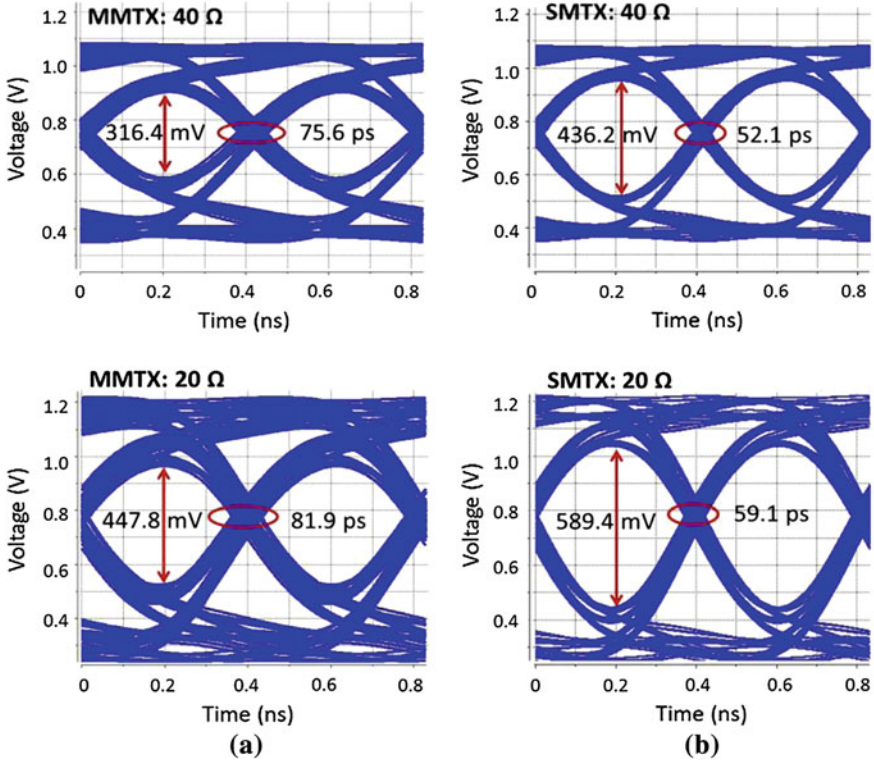 MMTX: 40 Ω
1.2
1.0
0.8
0.6
0.4
Voltage (V)
316.4 mV
75.6 ps
0 0.2 0.4 0.6 0.8
Time (ns)
SMTX: 40 Ω
1.2
1.0
0.8
0.6
0.4
Voltage (V)
436.2 mV
52.1 ps
0 0.2 0.4 0.6 0.8
Time (ns)
MMTX: 20 Ω
1.2
1.0
0.8
0.6
0.4
Voltage (V)
447.8 mV
81.9 ps
0 0.2 0.4 0.6 0.8
Time (ns)
(a)
SMTX: 20 Ω
1.2
1.0
0.8
0.6
0.4
Voltage (V)
589.4 mV
59.1 ps
0 0.2 0.4 0.6 0.8
Time (ns)
(b)